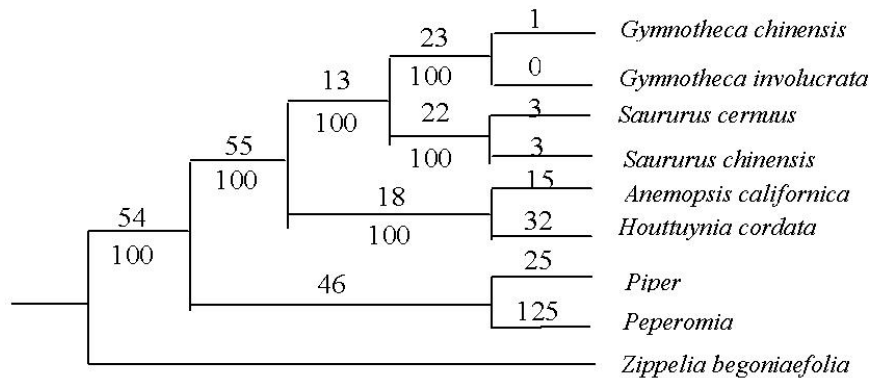 1
23
Gymnotheca chinensis
0
13
100
Gymnotheca involucrata
22
3
Saururus cernuus
100
55
3
100
Saururus chinensis
100
15
18
Anemopsis californica
54
32
Houttuynia cordata
100
100
25
46
Piper
125
Peperomia
Zippelia begoniaefolia